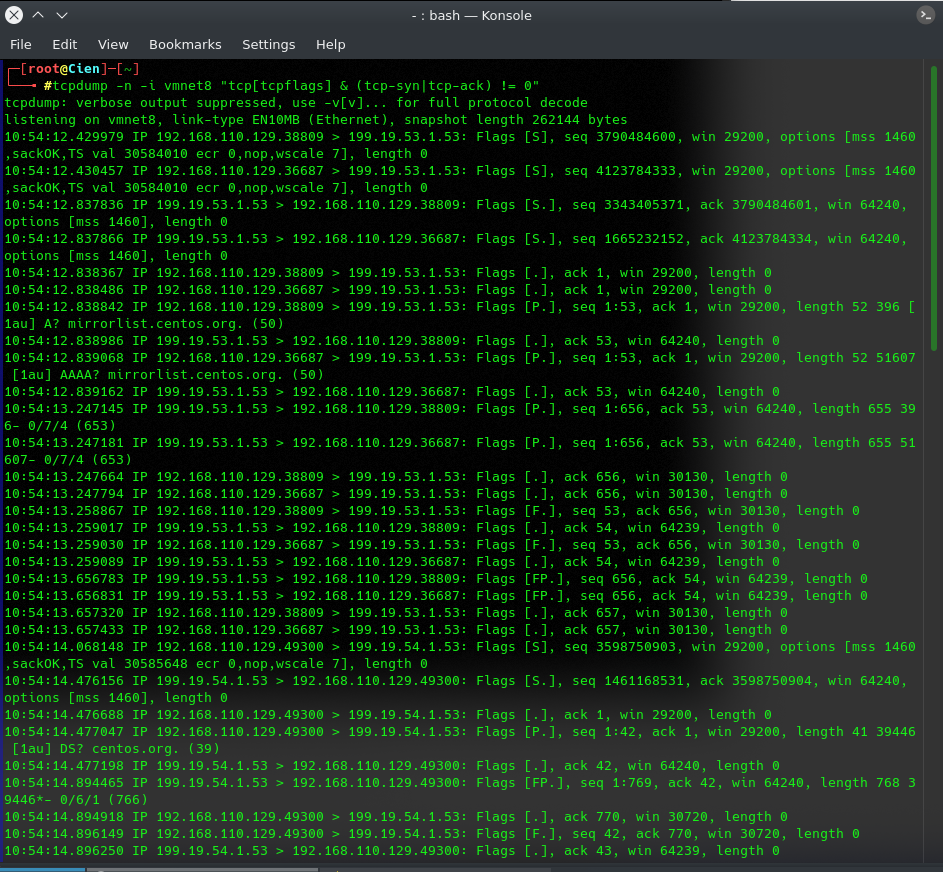 - : bash — Konsole
File Edit View Bookmarks Settings Help
┌─[root@Cien]─[~]
└──╼ #tcpdump -n -i vmnet8 "tcp[tcpflags] & (tcp-syn|tcp-ack) != 0"
tcpdump: verbose output suppressed, use -v[v]... for full protocol decode
listening on vmnet8, link-type EN10MB (Ethernet), snapshot length 262144 bytes
10:54:12.429979 IP 192.168.110.129.38809 > 199.19.53.1.53: Flags [S], seq 3790484600, win 29200, options [mss 1460
,sackOK,TS val 30584010 ecr 0,nop,wscale 7], length 0
10:54:12.430457 IP 192.168.110.129.36687 > 199.19.53.1.53: Flags [S], seq 4123784333, win 29200, options [mss 1460
,sackOK,TS val 30584010 ecr 0,nop,wscale 7], length 0
10:54:12.837836 IP 199.19.53.1.53 > 192.168.110.129.38809: Flags [S.], seq 3343405371, ack 3790484601, win 64240,
options [mss 1460], length 0
10:54:12.837866 IP 199.19.53.1.53 > 192.168.110.129.36687: Flags [S.], seq 1665232152, ack 4123784334, win 64240,
options [mss 1460], length 0
10:54:12.838367 IP 192.168.110.129.38809 > 199.19.53.1.53: Flags [.], ack 1, win 29200, length 0
10:54:12.838486 IP 192.168.110.129.36687 > 199.19.53.1.53: Flags [.], ack 1, win 29200, length 0
10:54:12.838842 IP 192.168.110.129.38809 > 199.19.53.1.53: Flags [P.], seq 1:53, ack 1, win 29200, length 52 396 [
1au] A? mirrorlist.centos.org. (50)
10:54:12.838986 IP 199.19.53.1.53 > 192.168.110.129.38809: Flags [.], ack 53, win 64240, length 0
10:54:12.839068 IP 192.168.110.129.36687 > 199.19.53.1.53: Flags [P.], seq 1:53, ack 1, win 29200, length 52 51607
 [1au] AAAA? mirrorlist.centos.org. (50)
10:54:12.839162 IP 199.19.53.1.53 > 192.168.110.129.36687: Flags [.], ack 53, win 64240, length 0
10:54:13.247145 IP 199.19.53.1.53 > 192.168.110.129.38809: Flags [P.], seq 1:656, ack 53, win 64240, length 655 39
6- 0/7/4 (653)
10:54:13.247181 IP 199.19.53.1.53 > 192.168.110.129.36687: Flags [P.], seq 1:656, ack 53, win 64240, length 655 51
607- 0/7/4 (653)
10:54:13.247664 IP 192.168.110.129.38809 > 199.19.53.1.53: Flags [.], ack 656, win 30130, length 0
10:54:13.247794 IP 192.168.110.129.36687 > 199.19.53.1.53: Flags [.], ack 656, win 30130, length 0
10:54:13.258867 IP 192.168.110.129.38809 > 199.19.53.1.53: Flags [F.], seq 53, ack 656, win 30130, length 0
10:54:13.259017 IP 199.19.53.1.53 > 192.168.110.129.38809: Flags [.], ack 54, win 64239, length 0
10:54:13.259030 IP 192.168.110.129.36687 > 199.19.53.1.53: Flags [F.], seq 53, ack 656, win 30130, length 0
10:54:13.259089 IP 199.19.53.1.53 > 192.168.110.129.36687: Flags [.], ack 54, win 64239, length 0
10:54:13.656783 IP 199.19.53.1.53 > 192.168.110.129.38809: Flags [FP.], seq 656, ack 54, win 64239, length 0
10:54:13.656831 IP 199.19.53.1.53 > 192.168.110.129.36687: Flags [FP.], seq 656, ack 54, win 64239, length 0
10:54:13.657320 IP 192.168.110.129.38809 > 199.19.53.1.53: Flags [.], ack 657, win 30130, length 0
10:54:13.657433 IP 192.168.110.129.36687 > 199.19.53.1.53: Flags [.], ack 657, win 30130, length 0
10:54:14.068148 IP 192.168.110.129.49300 > 199.19.54.1.53: Flags [S], seq 3598750903, win 29200, options [mss 1460
,sackOK,TS val 30585648 ecr 0,nop,wscale 7], length 0
10:54:14.476156 IP 199.19.54.1.53 > 192.168.110.129.49300: Flags [S.], seq 1461168531, ack 3598750904, win 64240,
options [mss 1460], length 0
10:54:14.476688 IP 192.168.110.129.49300 > 199.19.54.1.53: Flags [.], ack 1, win 29200, length 0
10:54:14.477047 IP 192.168.110.129.49300 > 199.19.54.1.53: Flags [P.], seq 1:42, ack 1, win 29200, length 41 39446
 [1au] DS? centos.org. (39)
10:54:14.477198 IP 199.19.54.1.53 > 192.168.110.129.49300: Flags [.], ack 42, win 64240, length 0
10:54:14.894465 IP 199.19.54.1.53 > 192.168.110.129.49300: Flags [FP.], seq 1:769, ack 42, win 64240, length 768 3
9446*- 0/6/1 (766)
10:54:14.894918 IP 192.168.110.129.49300 > 199.19.54.1.53: Flags [.], ack 770, win 30720, length 0
10:54:14.896149 IP 192.168.110.129.49300 > 199.19.54.1.53: Flags [F.], seq 42, ack 770, win 30720, length 0
10:54:14.896250 IP 199.19.54.1.53 > 192.168.110.129.49300: Flags [.], ack 43, win 64239, length 0